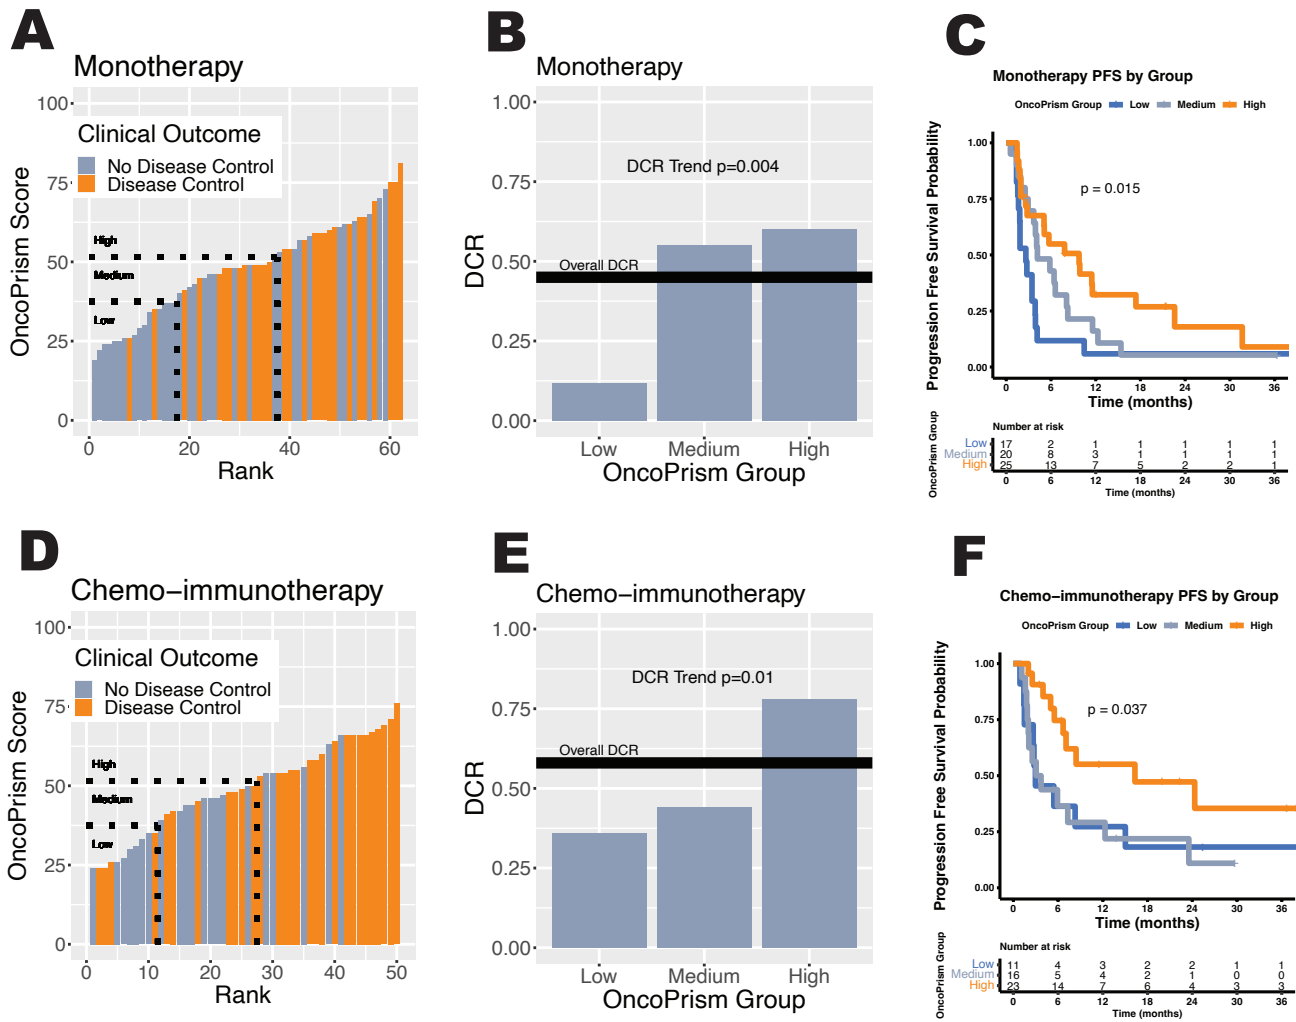 A
Monotherapy
Clinical Outcome
No Disease Control
Disease Control
High
Medium
Low
100
75
50
25
0
OncoPrism Score
0 20 40 60
Rank
B
Monotherapy
DCR Trend p=0.004
Overall DCR
1.00
0.75
0.50
0.25
0.00
DCR
Low Medium High
OncoPrism Group
C
Monotherapy PFS by Group
OncoPrism Group Low Medium High
p = 0.015
1.00
0.75
0.50
0.25
0.00
Progression Free Survival Probability
0 6 12 18 24 30 36
Time (months)
Number at risk
OncoPrism Group
Low 17 2 1 1 1 1 1
Medium 20 8 3 1 1 1 1
High 25 13 7 5 2 2 1
0 6 12 18 24 30 36
Time (months)
D
Chemo-immunotherapy
Clinical Outcome
No Disease Control
Disease Control
High
Medium
Low
100
75
50
25
0
OncoPrism Score
0 10 20 30 40 50
Rank
E
Chemo-immunotherapy
DCR Trend p=0.01
Overall DCR
1.00
0.75
0.50
0.25
0.00
DCR
Low Medium High
OncoPrism Group
F
Chemo-immunotherapy PFS by Group
OncoPrism Group Low Medium High
p = 0.037
1.00
0.75
0.50
0.25
0.00
Progression Free Survival Probability
0 6 12 18 24 30 36
Time (months)
Number at risk
OncoPrism Group
Low 11 4 3 2 2 1 1
Medium 16 5 4 2 1 0 0
High 23 14 7 6 4 3 3
0 6 12 18 24 30 36
Time (months)